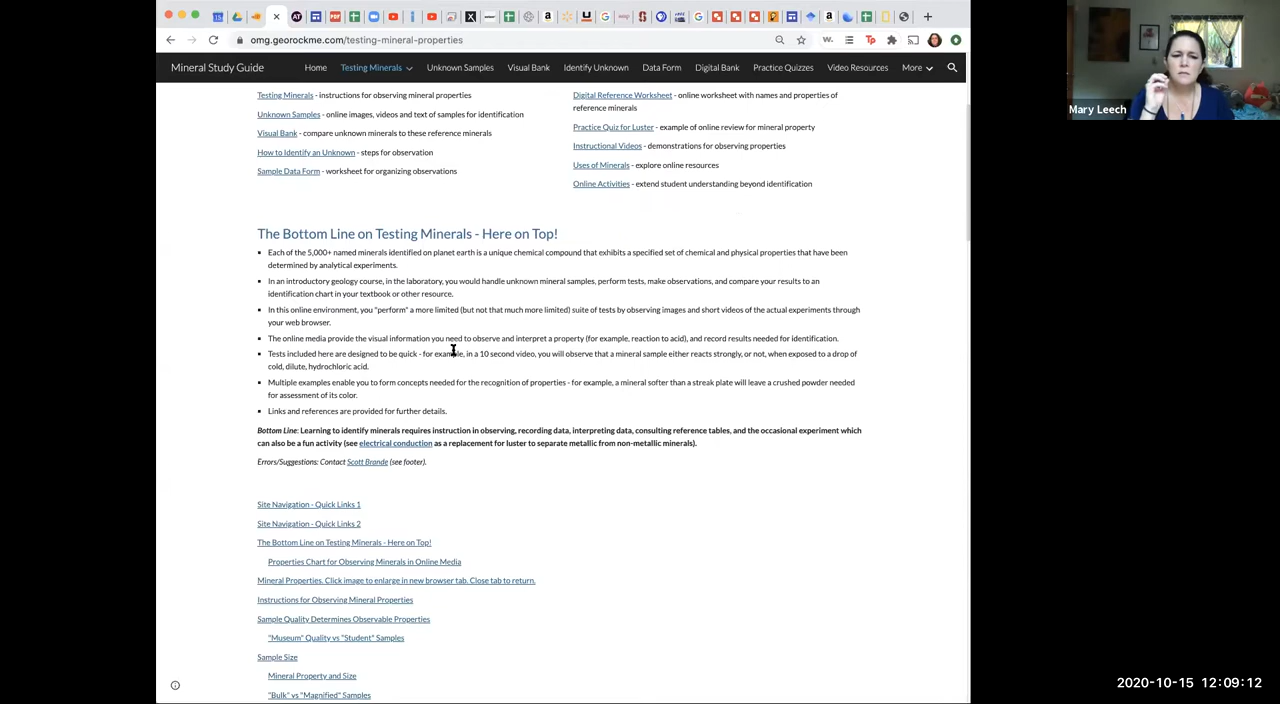 omg.georockme.com/testing-mineral-properties
Mineral Study Guide
Home
Testing Minerals
Unknown Samples
Visual Bank
Identify Unknown
Data Form
Digital Bank
Practice Quizzes
Video Resources
More
Mary Leech
Testing Minerals - instructions for observing mineral properties
Unknown Samples - online images, videos and text of samples for identification
Visual Bank - compare unknown minerals to these reference minerals
How to Identify an Unknown - steps for observation
Sample Data Form - worksheet for organizing observations
Digital Reference Worksheet - online worksheet with names and properties of
reference minerals
Practice Quiz for Luster - example of online review for mineral property
Instructional Videos - demonstrations for observing properties
Uses of Minerals - explore online resources
Online Activities - extend student understanding beyond identification
The Bottom Line on Testing Minerals - Here on Top!
Each of the 5,000+ named minerals identified on planet earth is a unique chemical compound that exhibits a specified set of chemical and physical properties that have been
determined by analytical experiments.
In an introductory geology course, in the laboratory, you would handle unknown mineral samples, perform tests, make observations, and compare your results to an
identification chart in your textbook or other resource.
In this online environment, you "perform" a more limited (but not that much more limited) suite of tests by observing images and short videos of the actual experiments through
your web browser.
The online media provide the visual information you need to observe and interpret a property (for example, reaction to acid), and record results needed for identification.
Tests included here are designed to be quick - for example, in a 10 second video, you will observe that a mineral sample either reacts strongly, or not, when exposed to a drop of
cold, dilute, hydrochloric acid.
Multiple examples enable you to form concepts needed for the recognition of properties - for example, a mineral softer than a streak plate will leave a crushed powder needed
for assessment of its color.
Links and references are provided for further details.
Bottom Line: Learning to identify minerals requires instruction in observing, recording data, interpreting data, consulting reference tables, and the occasional experiment which
can also be a fun activity (see electrical conduction as a replacement for luster to separate metallic from non-metallic minerals).
Errors/Suggestions: Contact Scott Brande (see footer).
Site Navigation - Quick Links 1
Site Navigation - Quick Links 2
The Bottom Line on Testing Minerals - Here on Top!
Properties Chart for Observing Minerals in Online Media
Mineral Properties. Click image to enlarge in new browser tab. Close tab to return.
Instructions for Observing Mineral Properties
Sample Quality Determines Observable Properties
"Museum" Quality vs "Student" Samples
Sample Size
Mineral Property and Size
"Bulk" vs "Magnified" Samples
2020-10-15 12:09:12